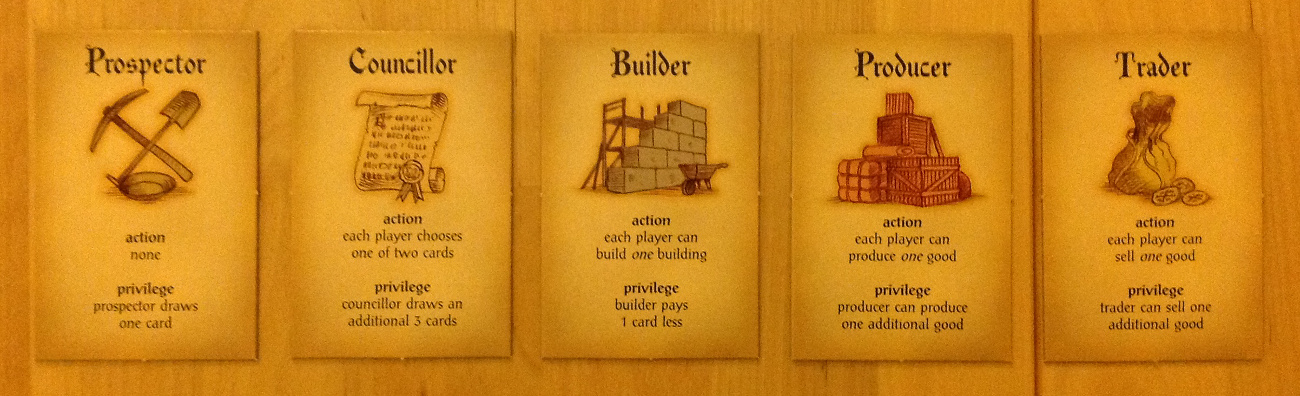 Prospector
action
none
privilege
prospector draws
one card
Councillor
action
each player chooses
one of two cards
privilege
councillor draws an
additional 3 cards
Builder
action
each player can
build one building
privilege
builder pays
1 card less
Producer
action
each player can
produce one good
privilege
producer can produce
one additional good
Trader
action
each player can
sell one good
privilege
trader can sell one
additional good